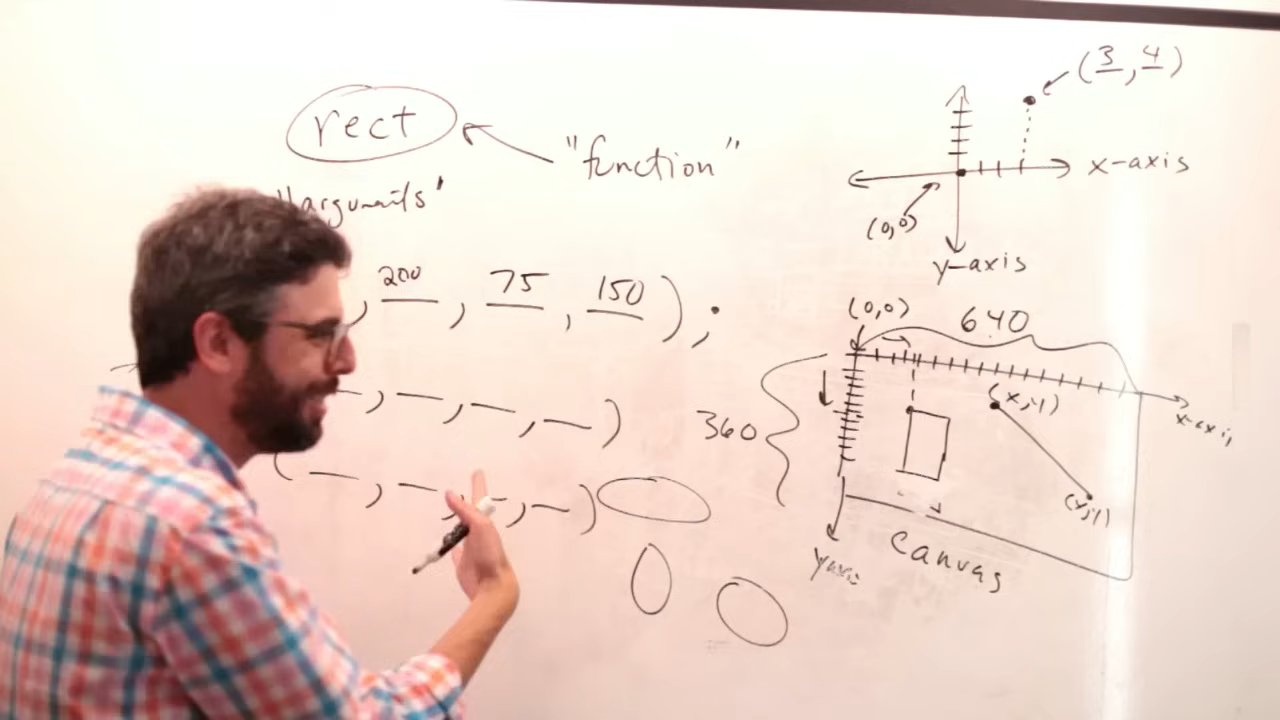 rect
"function"
"arguments"
, 200 , 75 , 150 ) ;
— , — , — , — )
( — , — , — , — )
(3, 4)
x-axis
(0,0)
y-axis
(0,0)
640
360
(x,y)
x-axis
(x,y)
Canvas
y-axis